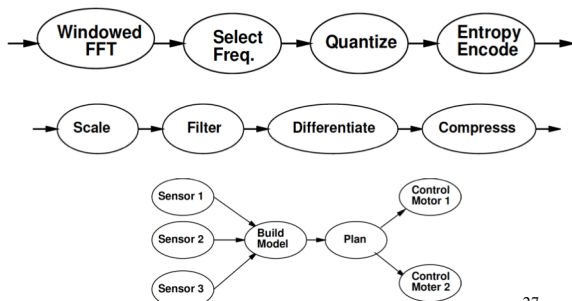 Windowed
FFT
Select
Freq.
Quantize
Entropy
Encode
Scale
Filter
Differentiate
Compresss
Sensor 1
Sensor 2
Sensor 3
Build
Model
Plan
Control
Motor 1
Control
Moter 2